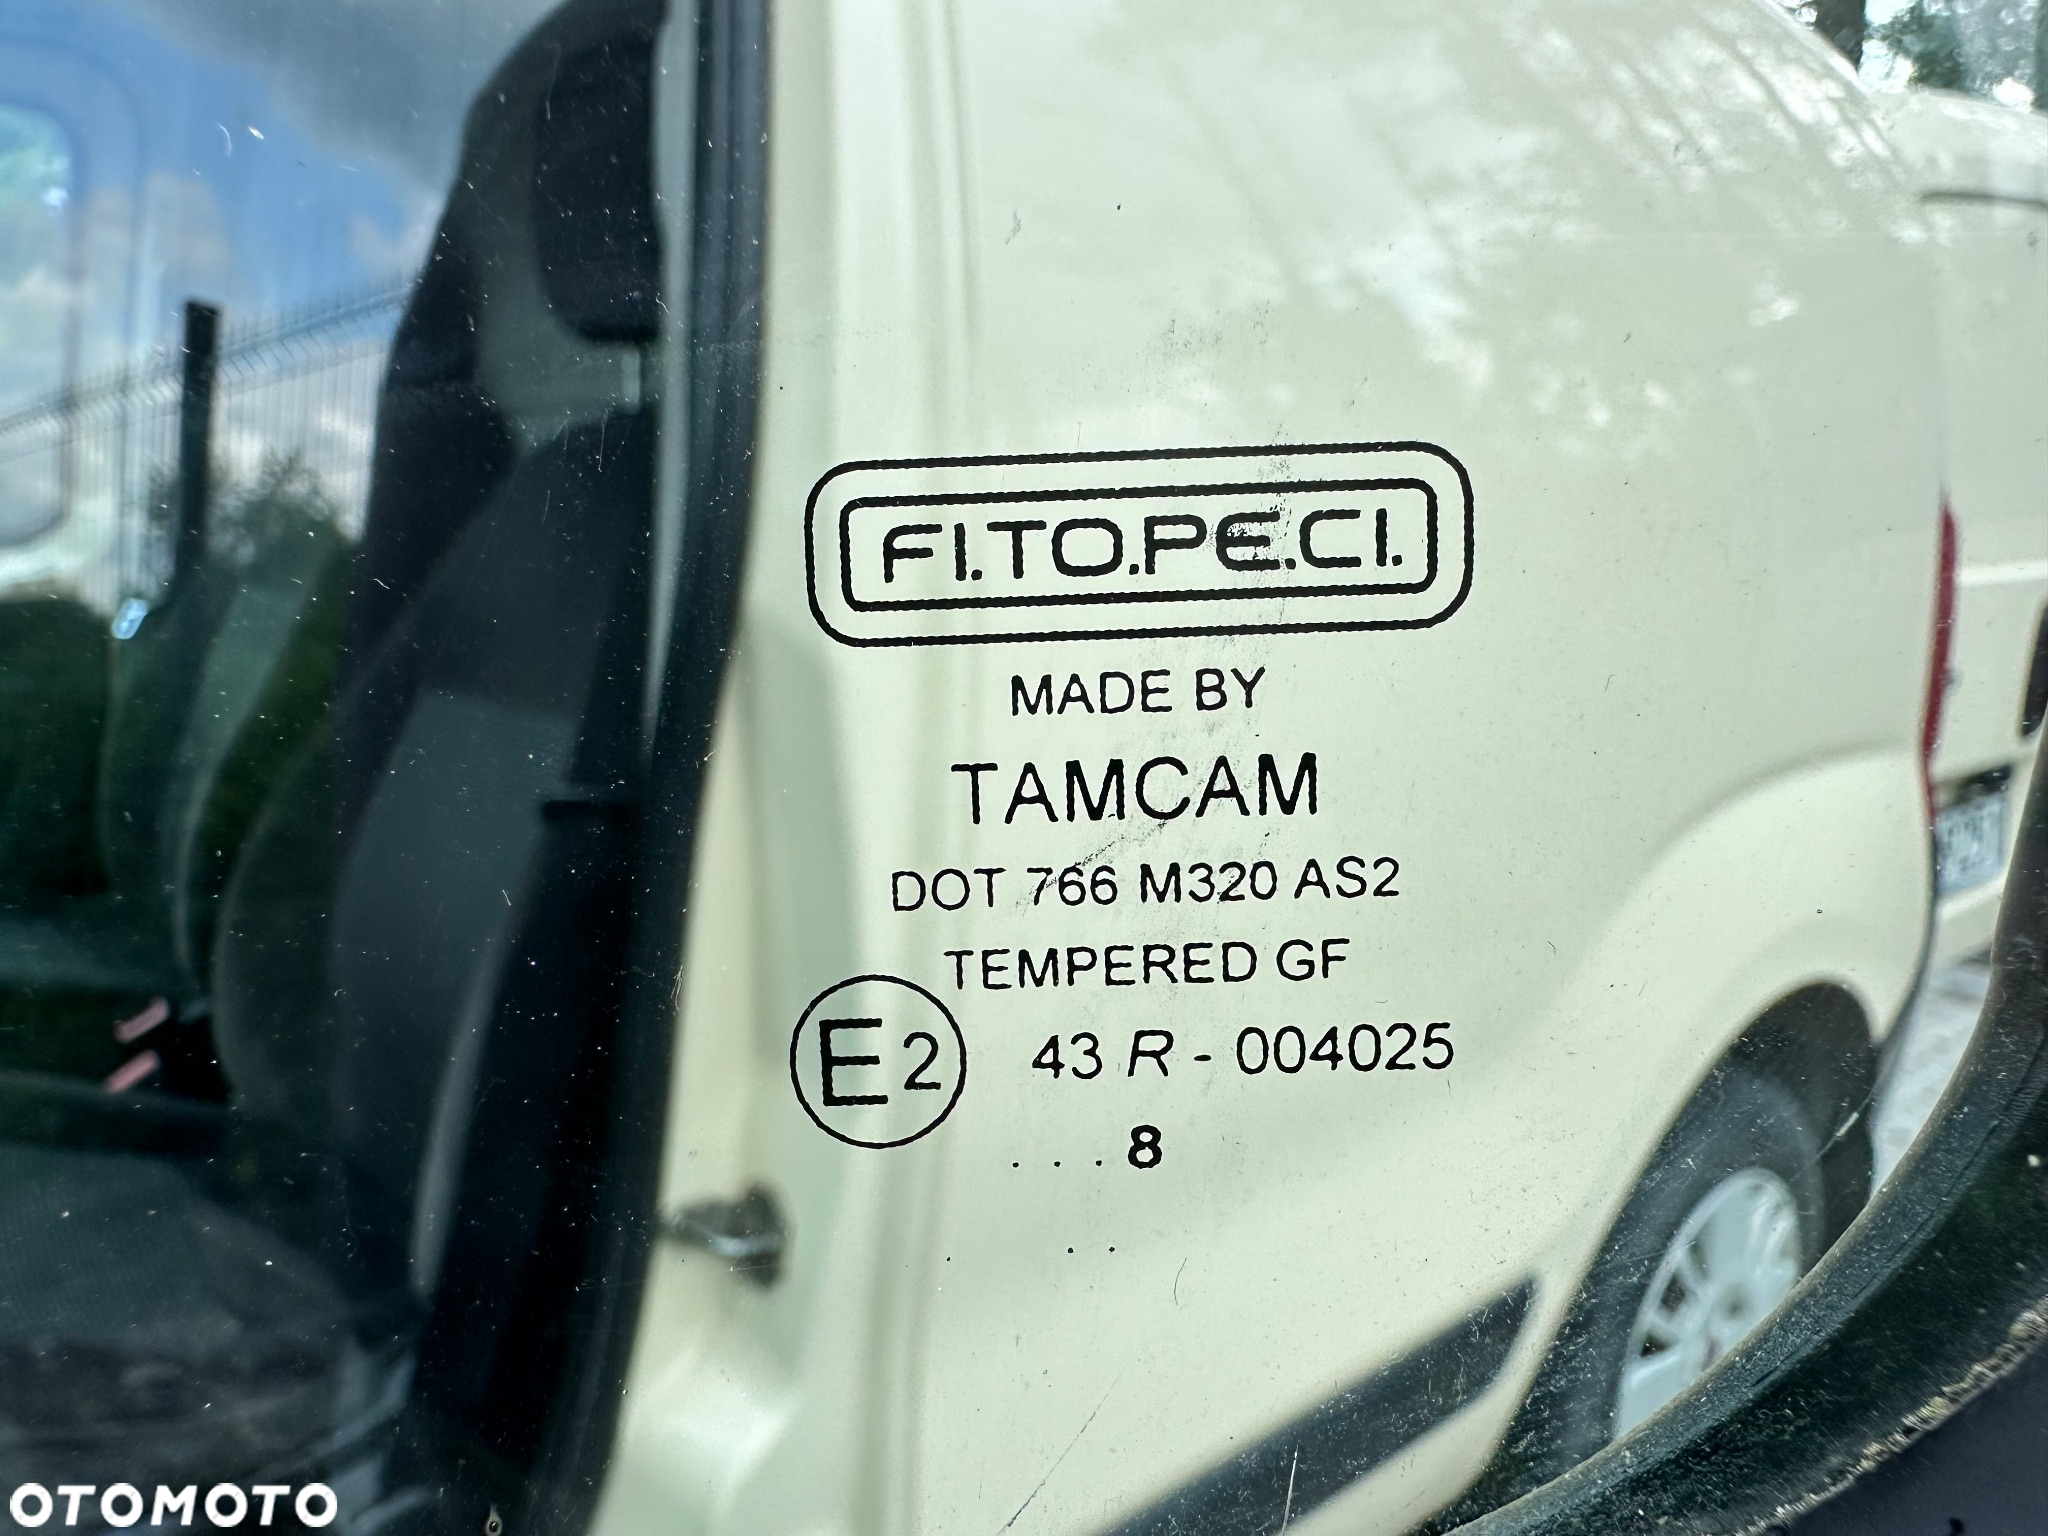 FI.TO.PE.CI.
MADE BY
TAMCAM
DOT 766 M320 AS2
TEMPERED GF
E2 43 R - 004025
. . . 8
. . .
OTOMOTO